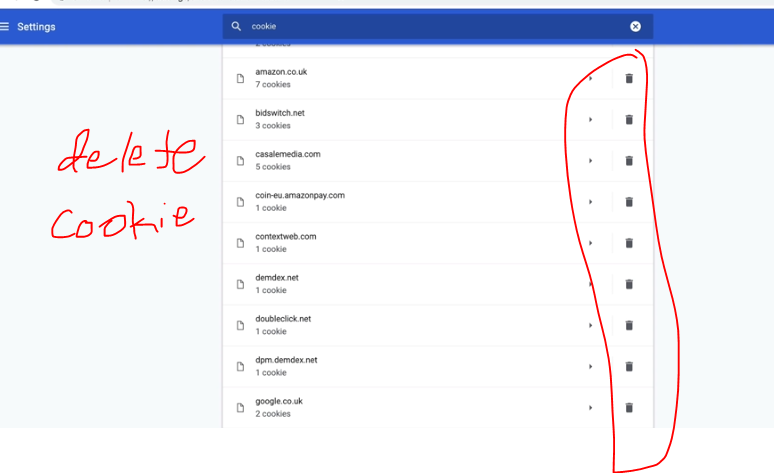 Settings
cookie
amazon.co.uk
7 cookies
bidswitch.net
3 cookies
casalemedia.com
5 cookies
coin-eu.amazonpay.com
1 cookie
contextweb.com
1 cookie
demdex.net
1 cookie
doubleclick.net
1 cookie
dpm.demdex.net
1 cookie
google.co.uk
2 cookies
delete
cookie